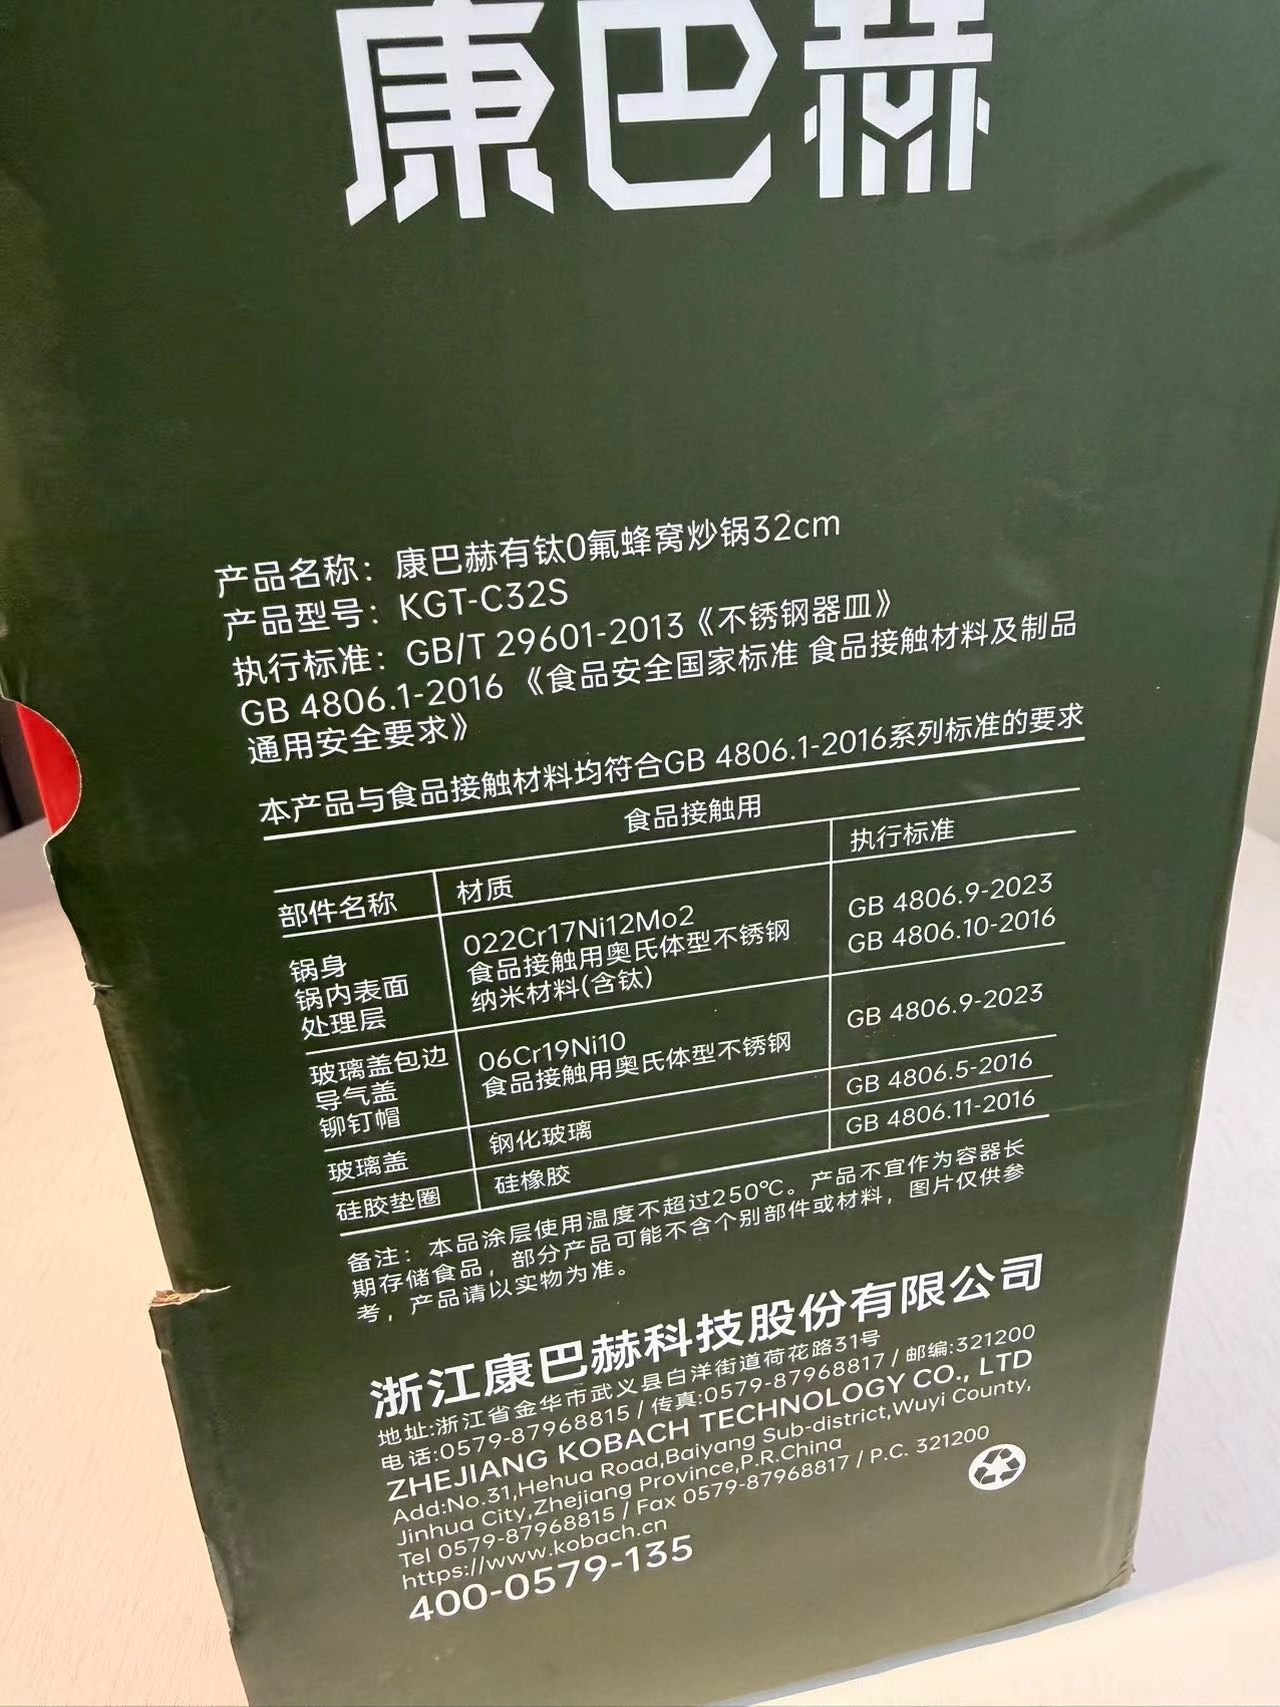 康巴赫
产品名称：康巴赫有钛0氟蜂窝炒锅32cm
产品型号：KGT-C32S
执行标准：GB/T 29601-2013《不锈钢器皿》
GB 4806.1-2016《食品安全国家标准 食品接触材料及制品
通用安全要求》
本产品与食品接触材料均符合GB 4806.1-2016系列标准的要求
食品接触用
部件名称 材质 执行标准
锅身 022Cr17Ni12Mo2 GB 4806.9-2023
锅内表面 食品接触用奥氏体型不锈钢 GB 4806.10-2016
处理层 纳米材料(含钛)
玻璃盖包边 06Cr19Ni10 GB 4806.9-2023
导气盖 食品接触用奥氏体型不锈钢
铆钉帽
玻璃盖 钢化玻璃 GB 4806.5-2016
硅胶垫圈 硅橡胶 GB 4806.11-2016
备注：本品涂层使用温度不超过250℃。产品不宜作为容器长
期存储食品，部分产品可能不含个别部件或材料，图片仅供参
考，产品请以实物为准。
浙江康巴赫科技股份有限公司
地址:浙江省金华市武义县白洋街道荷花路31号
电话:0579-87968815 / 传真:0579-87968817 / 邮编:321200
ZHEJIANG KOBACH TECHNOLOGY CO., LTD
Add:No.31,Hehua Road,Baiyang Sub-district,Wuyi County,
Jinhua City,Zhejiang Province,P.R.China
Tel 0579-87968815 / Fax 0579-87968817 / P.C. 321200
https://www.kobach.cn
400-0579-135